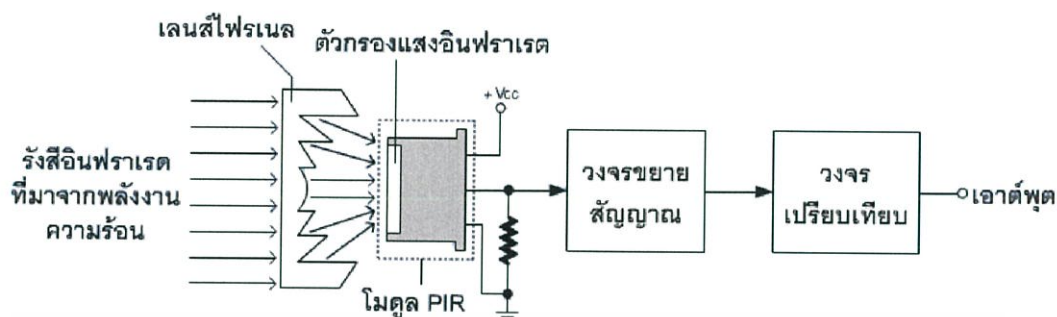 เลนส์ไฟรเนล
ตัวกรองแสงอินฟราเรต
+Vcc
รังสีอินฟราเรต
ที่มาจากพลังงาน
ความร้อน
วงจรขยาย
สัญญาณ
วงจร
เปรียบเทียบ
เอาต์พุต
โมดูล PIR